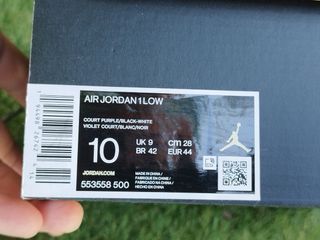 AIR JORDAN 1 LOW
COURT PURPLE/BLACK-WHITE
VIOLET COURT/BLANC/NOIR
10
UK 9
cm 28
BR 42
EUR 44
JORDAN.COM
553558 500
MADE IN CHINA /
FABRIQUE EN CHINE /
FABRICADO NA CHINA /
HECHO EN CHINA